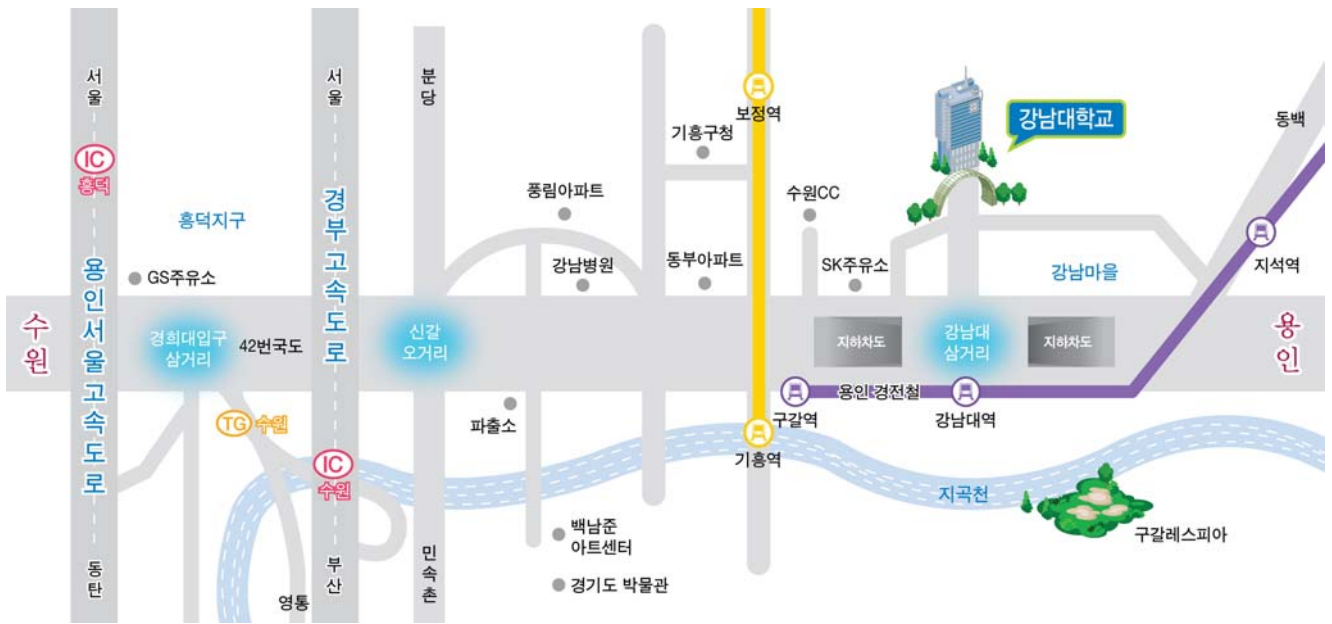 서울
서울
분당
보정역
강남대학교
동백
기흥구청
IC
흥덕
풍림아파트
수원CC
흥덕지구
경부고속도로
강남병원
동부아파트
SK주유소
강남마을
지석역
GS주유소
용인서울고속도로
수원
경희대입구
삼거리
42번국도
신갈
오거리
지하차도
강남대
삼거리
지하차도
용인
구갈역
용인 경전철
강남대역
파출소
TG 수원
기흥역
IC
수원
지곡천
백남준
아트센터
구갈레스피아
경기도 박물관
동탄
영통
부산
민속촌